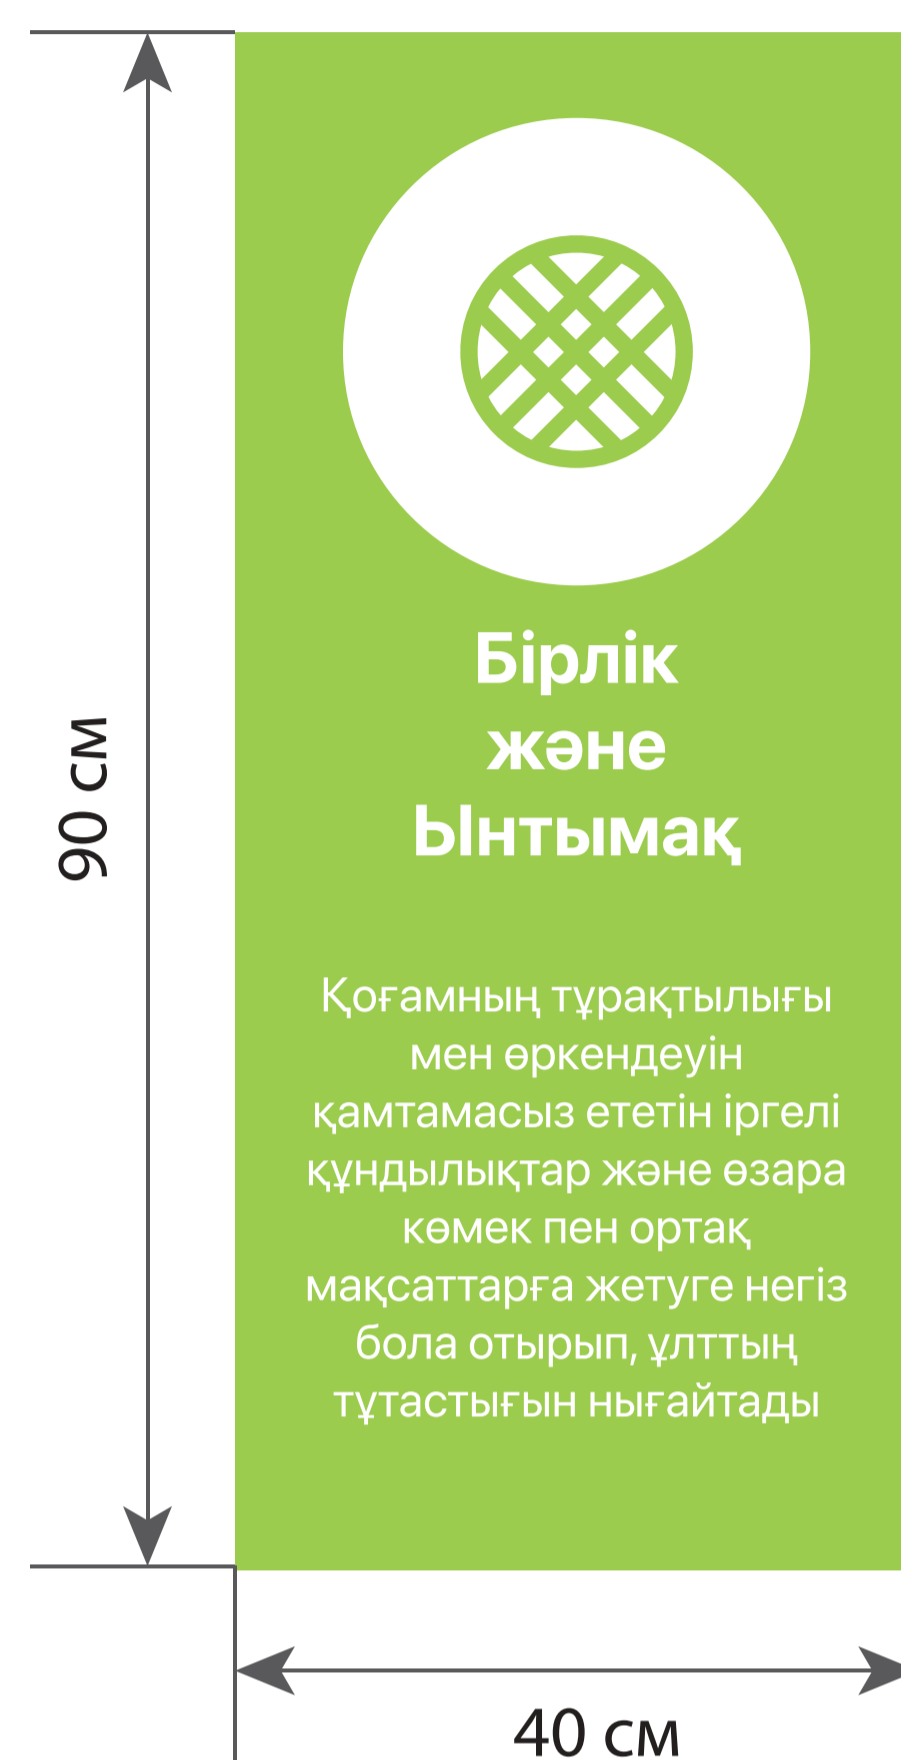 Бірлік
және
Ынтымақ
Қоғамның тұрақтылығы
мен өркендеуін
қамтамасыз ететін іргелі
құндылықтар және өзара
көмек пен ортақ
мақсаттарға жетуге негіз
бола отырып, ұлттың
тұтастығын нығайтады
90 см
40 см